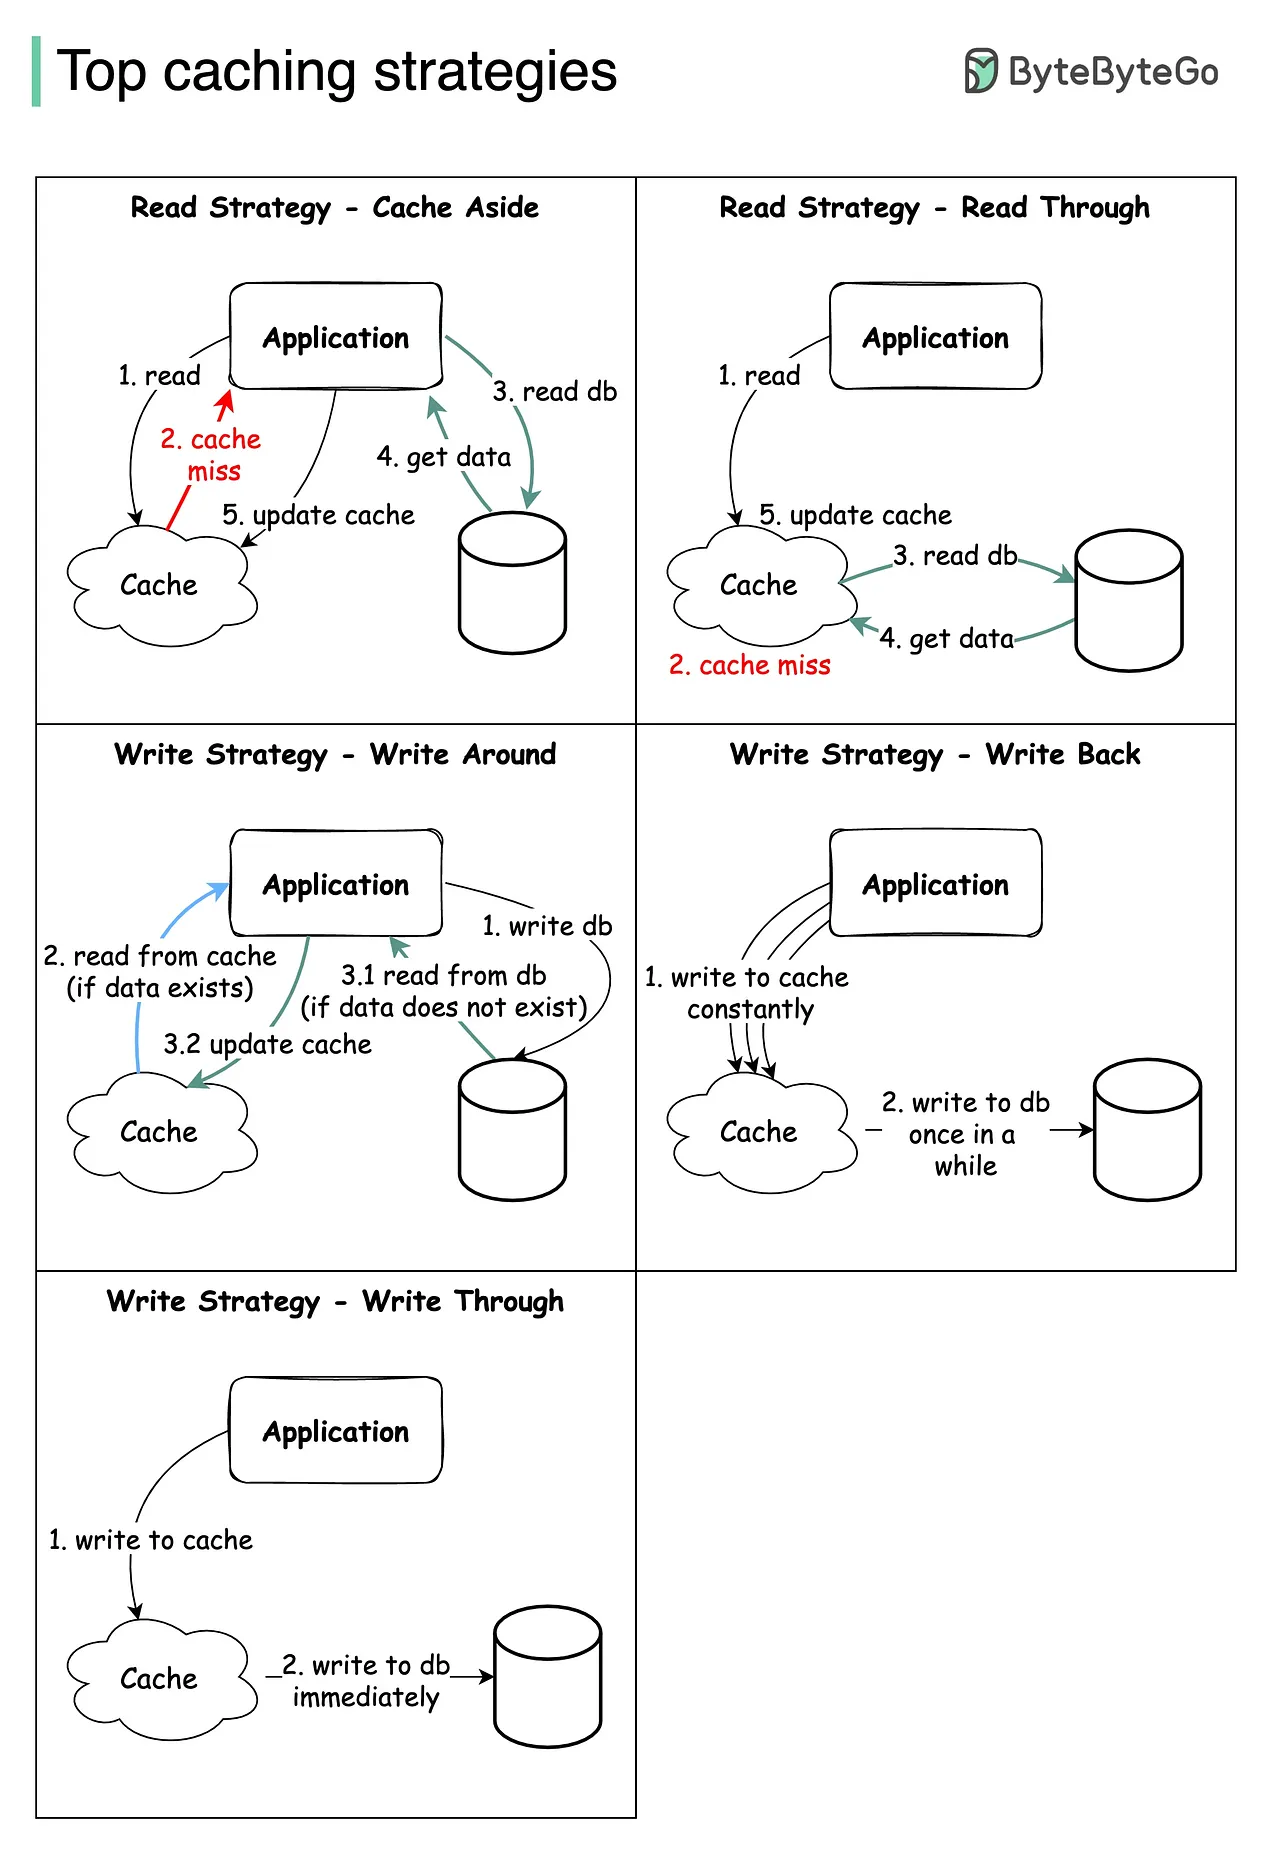 Top caching strategies
ByteByteGo
Read Strategy - Cache Aside
Application
1. read
3. read db
2. cache
miss
4. get data
5. update cache
Cache
Read Strategy - Read Through
Application
1. read
5. update cache
3. read db
Cache
4. get data
2. cache miss
Write Strategy - Write Around
Application
1. write db
2. read from cache
(if data exists)
3.1 read from db
(if data does not exist)
3.2 update cache
Cache
Write Strategy - Write Back
Application
1. write to cache
constantly
Cache
2. write to db
once in a
while
Write Strategy - Write Through
Application
1. write to cache
Cache
2. write to db
immediately